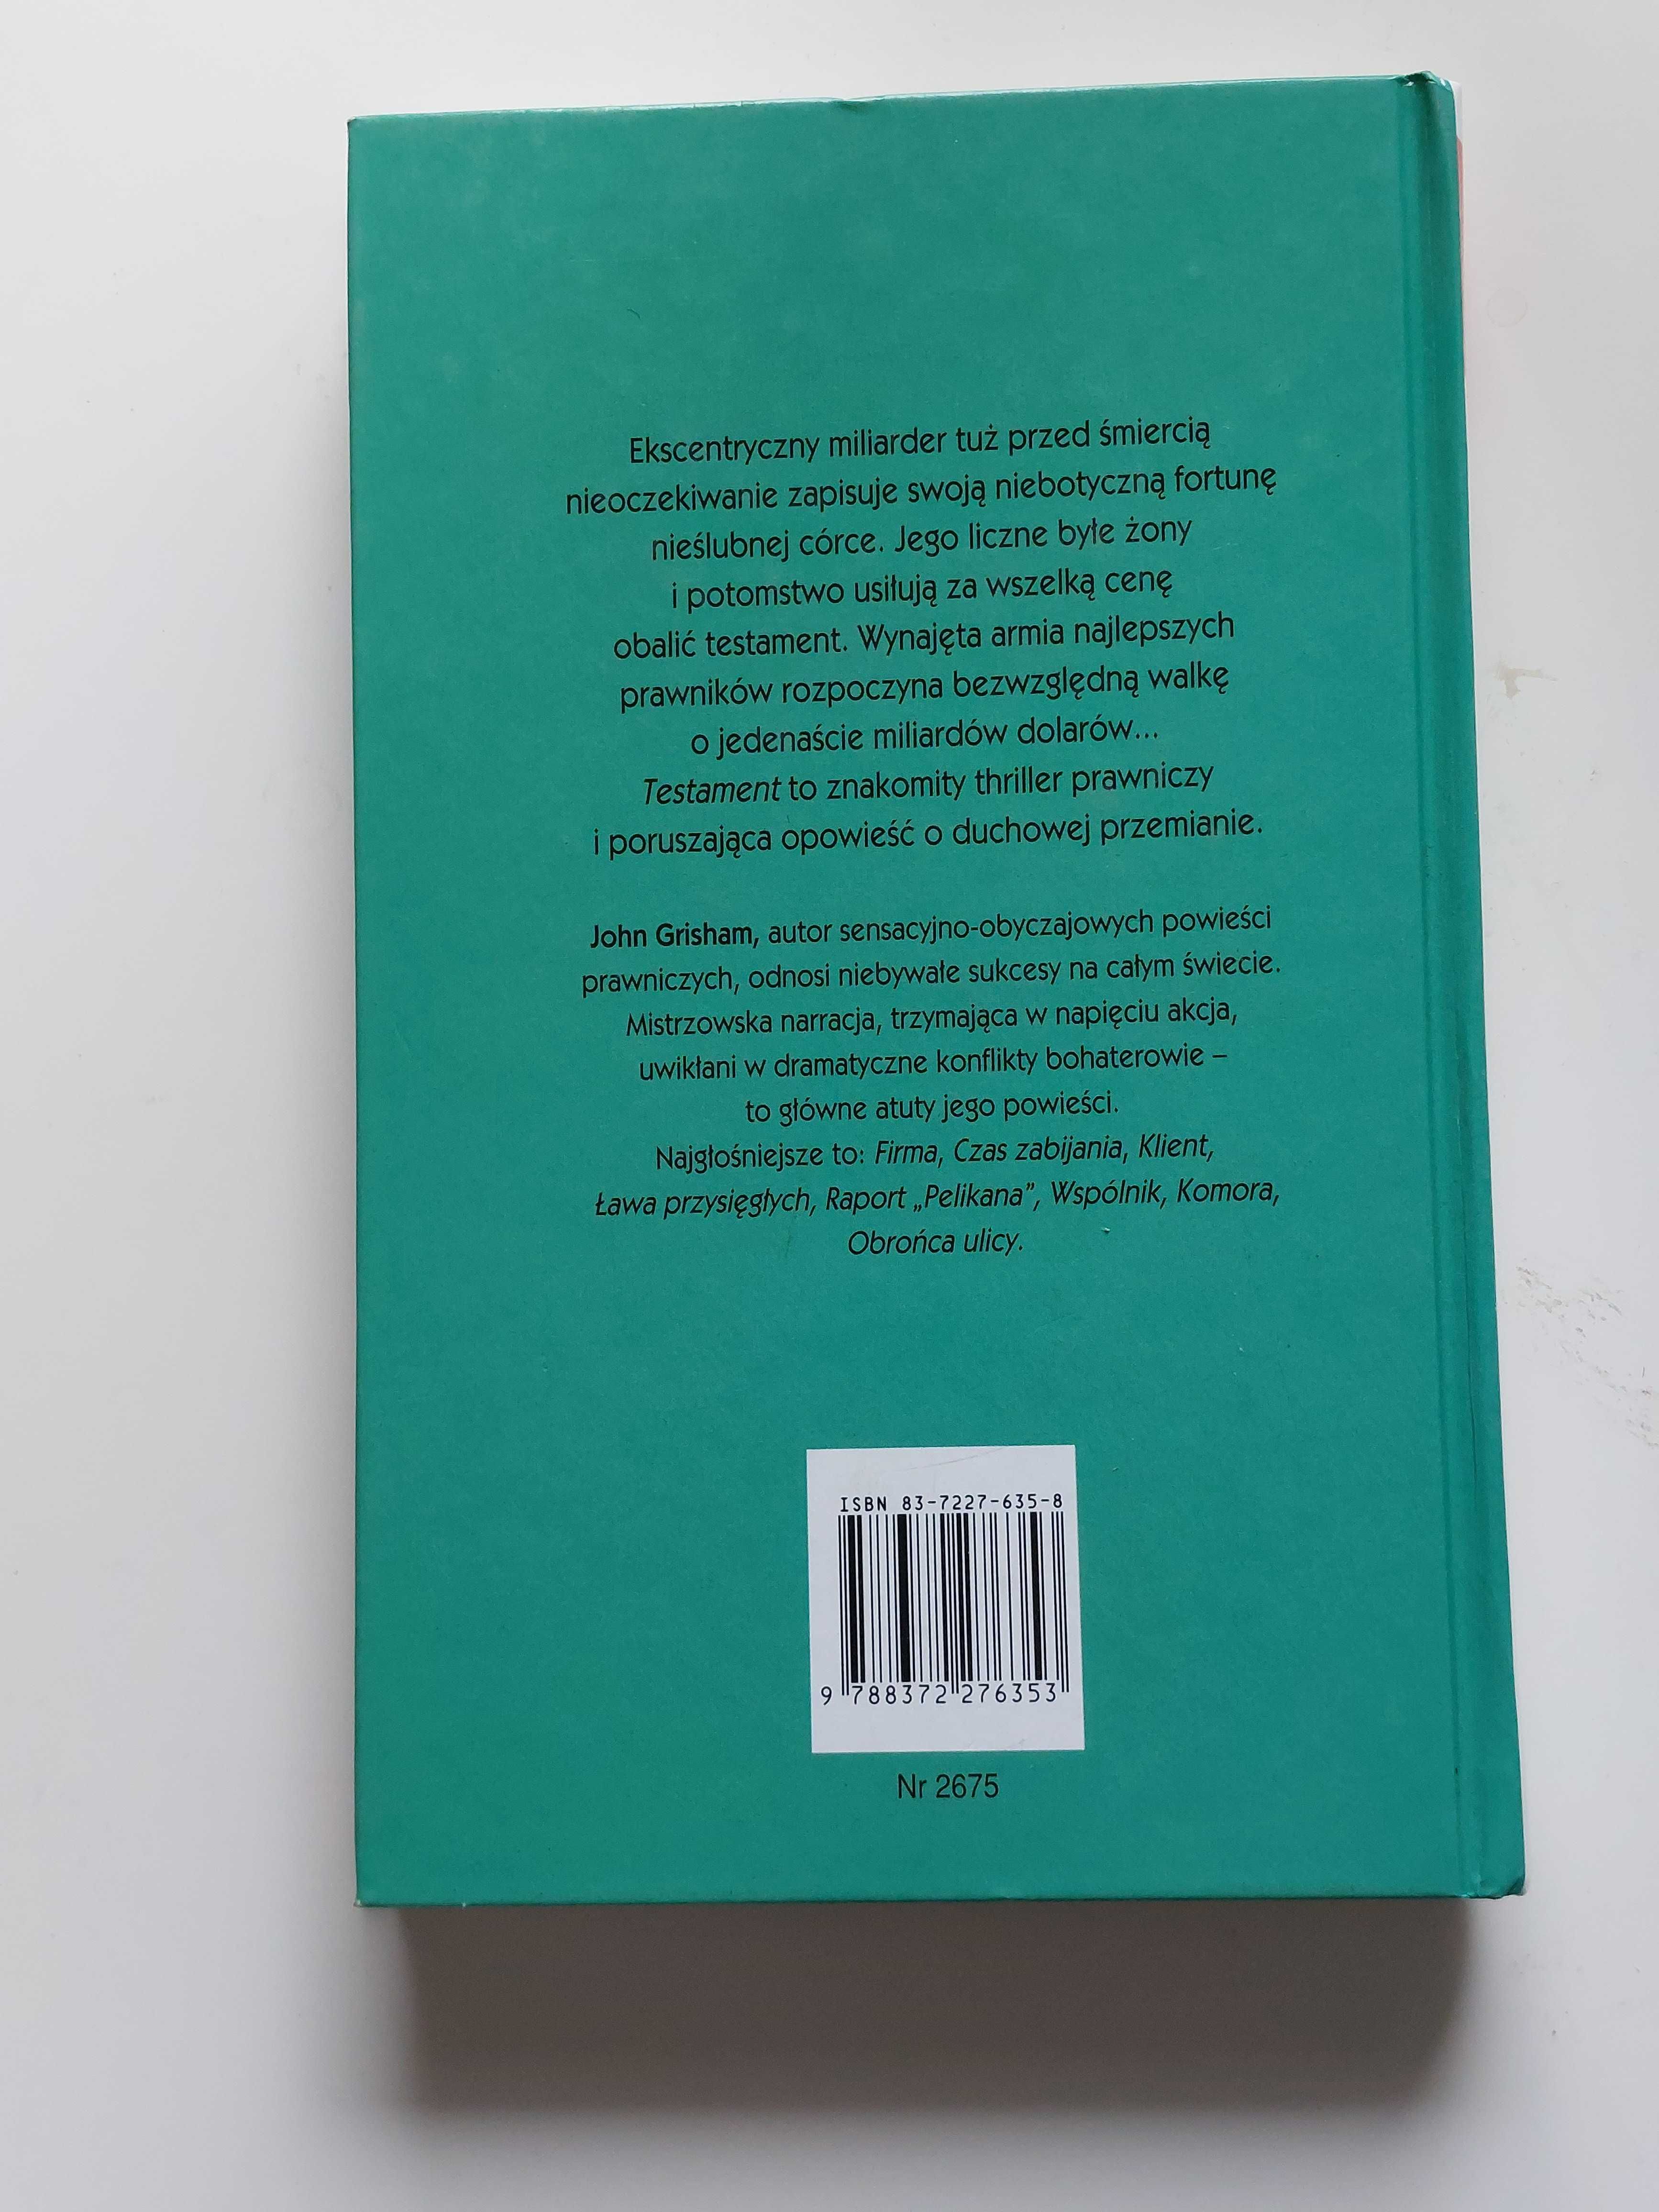 Ekscentryczny miliarder tuż przed śmiercią
nieoczekiwanie zapisuje swoją niebotyczną fortunę
nieślubnej córce. Jego liczne byłe żony
i potomstwo usiłują za wszelką cenę
obalić testament. Wynajęta armia najlepszych
prawników rozpoczyna bezwzględną walkę
o jedenaście miliardów dolarów...
Testament to znakomity thriller prawniczy
i poruszająca opowieść o duchowej przemianie.
John Grisham, autor sensacyjno-obyczajowych powieści
prawniczych, odnosi niebywałe sukcesy na całym świecie.
Mistrzowska narracja, trzymająca w napięciu akcja,
uwikłani w dramatyczne konflikty bohaterowie –
to główne atuty jego powieści.
Najgłośniejsze to: Firma, Czas zabijania, Klient,
Ława przysięgłych, Raport „Pelikana”, Wspólnik, Komora,
Obrońca ulicy.
ISBN 83-7227-635-8
9 788372 276353
Nr 2675